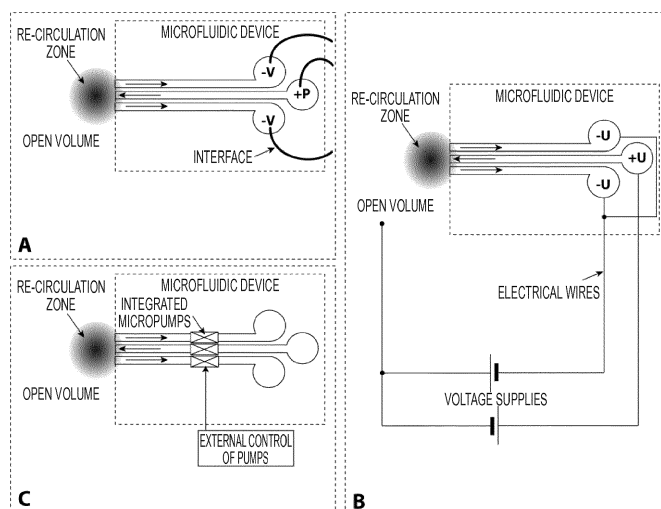 RE-CIRCULATION
ZONE
MICROFLUIDIC DEVICE
-V
+P
-V
OPEN VOLUME
INTERFACE
A
RE-CIRCULATION
ZONE
MICROFLUIDIC DEVICE
INTEGRATED
MICROPUMPS
OPEN VOLUME
EXTERNAL CONTROL
OF PUMPS
C
MICROFLUIDIC DEVICE
RE-CIRCULATION
ZONE
-U
+U
-U
OPEN VOLUME
ELECTRICAL WIRES
VOLTAGE SUPPLIES
B